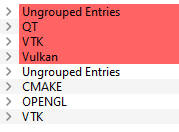 Ungrouped Entries
QT
VTK
Vulkan
Ungrouped Entries
CMAKE
OPENGL
VTK